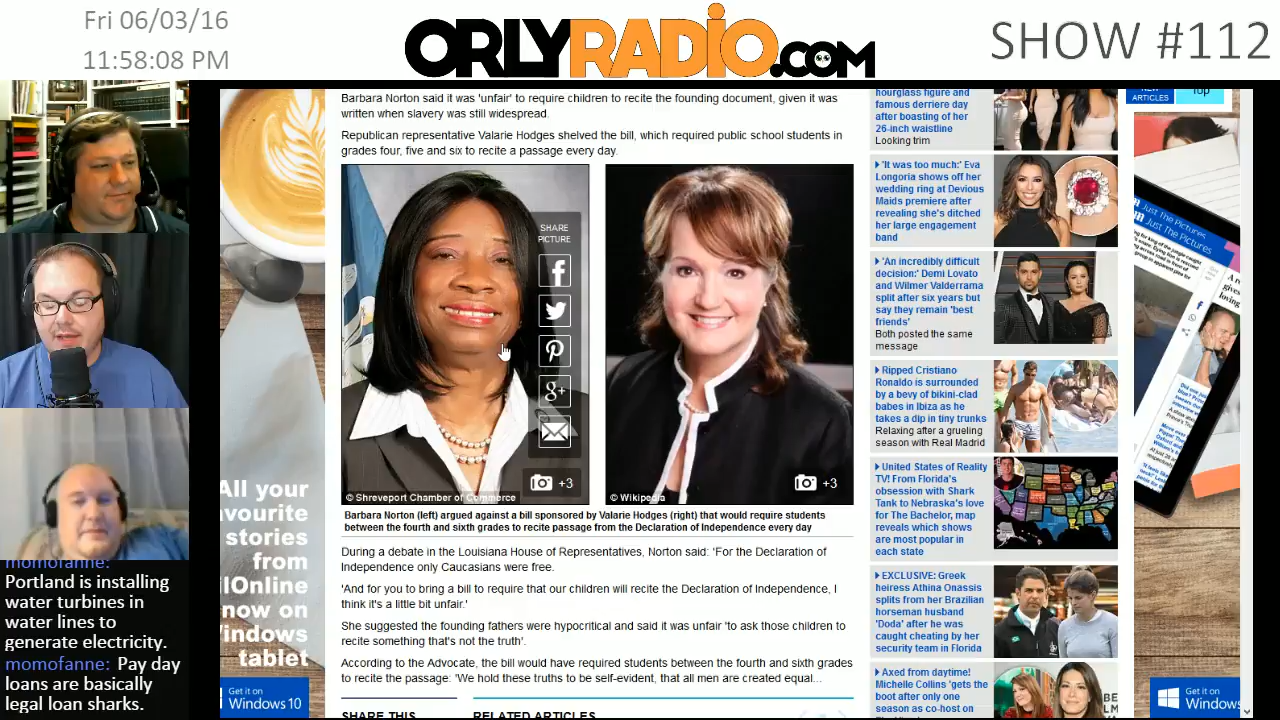 Fri 06/03/16
11:58:08 PM
ORLYRADiO.COM
SHOW #112
Barbara Norton said it was 'unfair' to require children to recite the founding document, given it was
written when slavery was still widespread.
Republican representative Valarie Hodges shelved the bill, which required public school students in
grades four, five and six to recite a passage every day.
SHARE
PICTURE
+3
© Shreveport Chamber of Commerce
+3
© Wikipedia
Barbara Norton (left) argued against a bill sponsored by Valarie Hodges (right) that would require students
between the fourth and sixth grades to recite passage from the Declaration of Independence every day
During a debate in the Louisiana House of Representatives, Norton said: 'For the Declaration of
Independence only Caucasians were free.
'And for you to bring a bill to require that our children will recite the Declaration of Independence, I
think it's a little bit unfair.'
She suggested the founding fathers were hypocritical and said it was unfair 'to ask those children to
recite something that's not the truth'.
According to the Advocate, the bill would have required students between the fourth and sixth grades
to recite the passage: 'We hold these truths to be self-evident, that all men are created equal...
SHARE THIS
RELATED ARTICLES
hourglass figure and
famous derriere day
after boasting of her
26-inch waistline
Looking trim
'It was too much:' Eva
Longoria shows off her
wedding ring at Devious
Maids premiere after
revealing she's ditched
her large engagement
band
'An incredibly difficult
decision:' Demi Lovato
and Wilmer Valderrama
split after six years but
say they remain 'best
friends'
Both posted the same
message
Ripped Cristiano
Ronaldo is surrounded
by a bevy of bikini-clad
babes in Ibiza as he
takes a dip in tiny trunks
Relaxing after a grueling
season with Real Madrid
United States of Reality
TV! From Florida's
obsession with Shark
Tank to Nebraska's love
for The Bachelor, map
reveals which shows
are most popular in
each state
EXCLUSIVE: Greek
heiress Athina Onassis
splits from her Brazilian
horseman husband
'Doda' after he was
caught cheating by her
security team in Florida
Axed from daytime!
Michelle Collins 'gets the
boot after only one
season as co-host on
NEW
ARTICLES
Top
Just The Pictures
Just The Pictures
All your
avourite
stories
from
ilOnline
now on
Windows
tablet
Get it on
Windows 10
Get it on
Windows
momofanne:
Portland is installing
water turbines in
water lines to
generate electricity.
momofanne: Pay day
loans are basically
legal loan sharks.